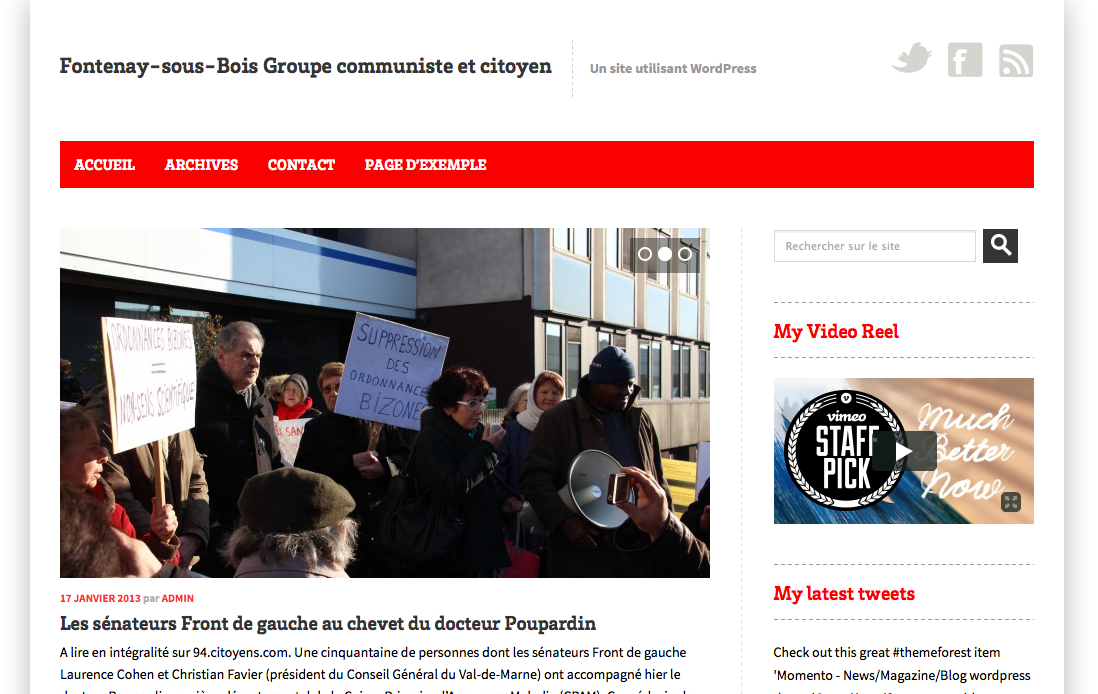 Fontenay-sous-Bois Groupe communiste et citoyen
Un site utilisant WordPress
ACCUEIL
ARCHIVES
CONTACT
PAGE D'EXEMPLE
ORDONNANCES BIZONES
=
NON-SENS SCIENTIFIQUE
SUPPRESSION
DES
ORDONNANCE
BIZONE
17 JANVIER 2013 par ADMIN
Les sénateurs Front de gauche au chevet du docteur Poupardin
A lire en intégralité sur 94.citoyens.com. Une cinquantaine de personnes dont les sénateurs Front de gauche
Laurence Cohen et Christian Favier (président du Conseil Général du Val-de-Marne) ont accompagné hier le
Rechercher sur le site
My Video Reel
vimeo
STAFF
PICK
Much
Better
Now
My latest tweets
Check out this great #themeforest item
'Momento - News/Magazine/Blog wordpress